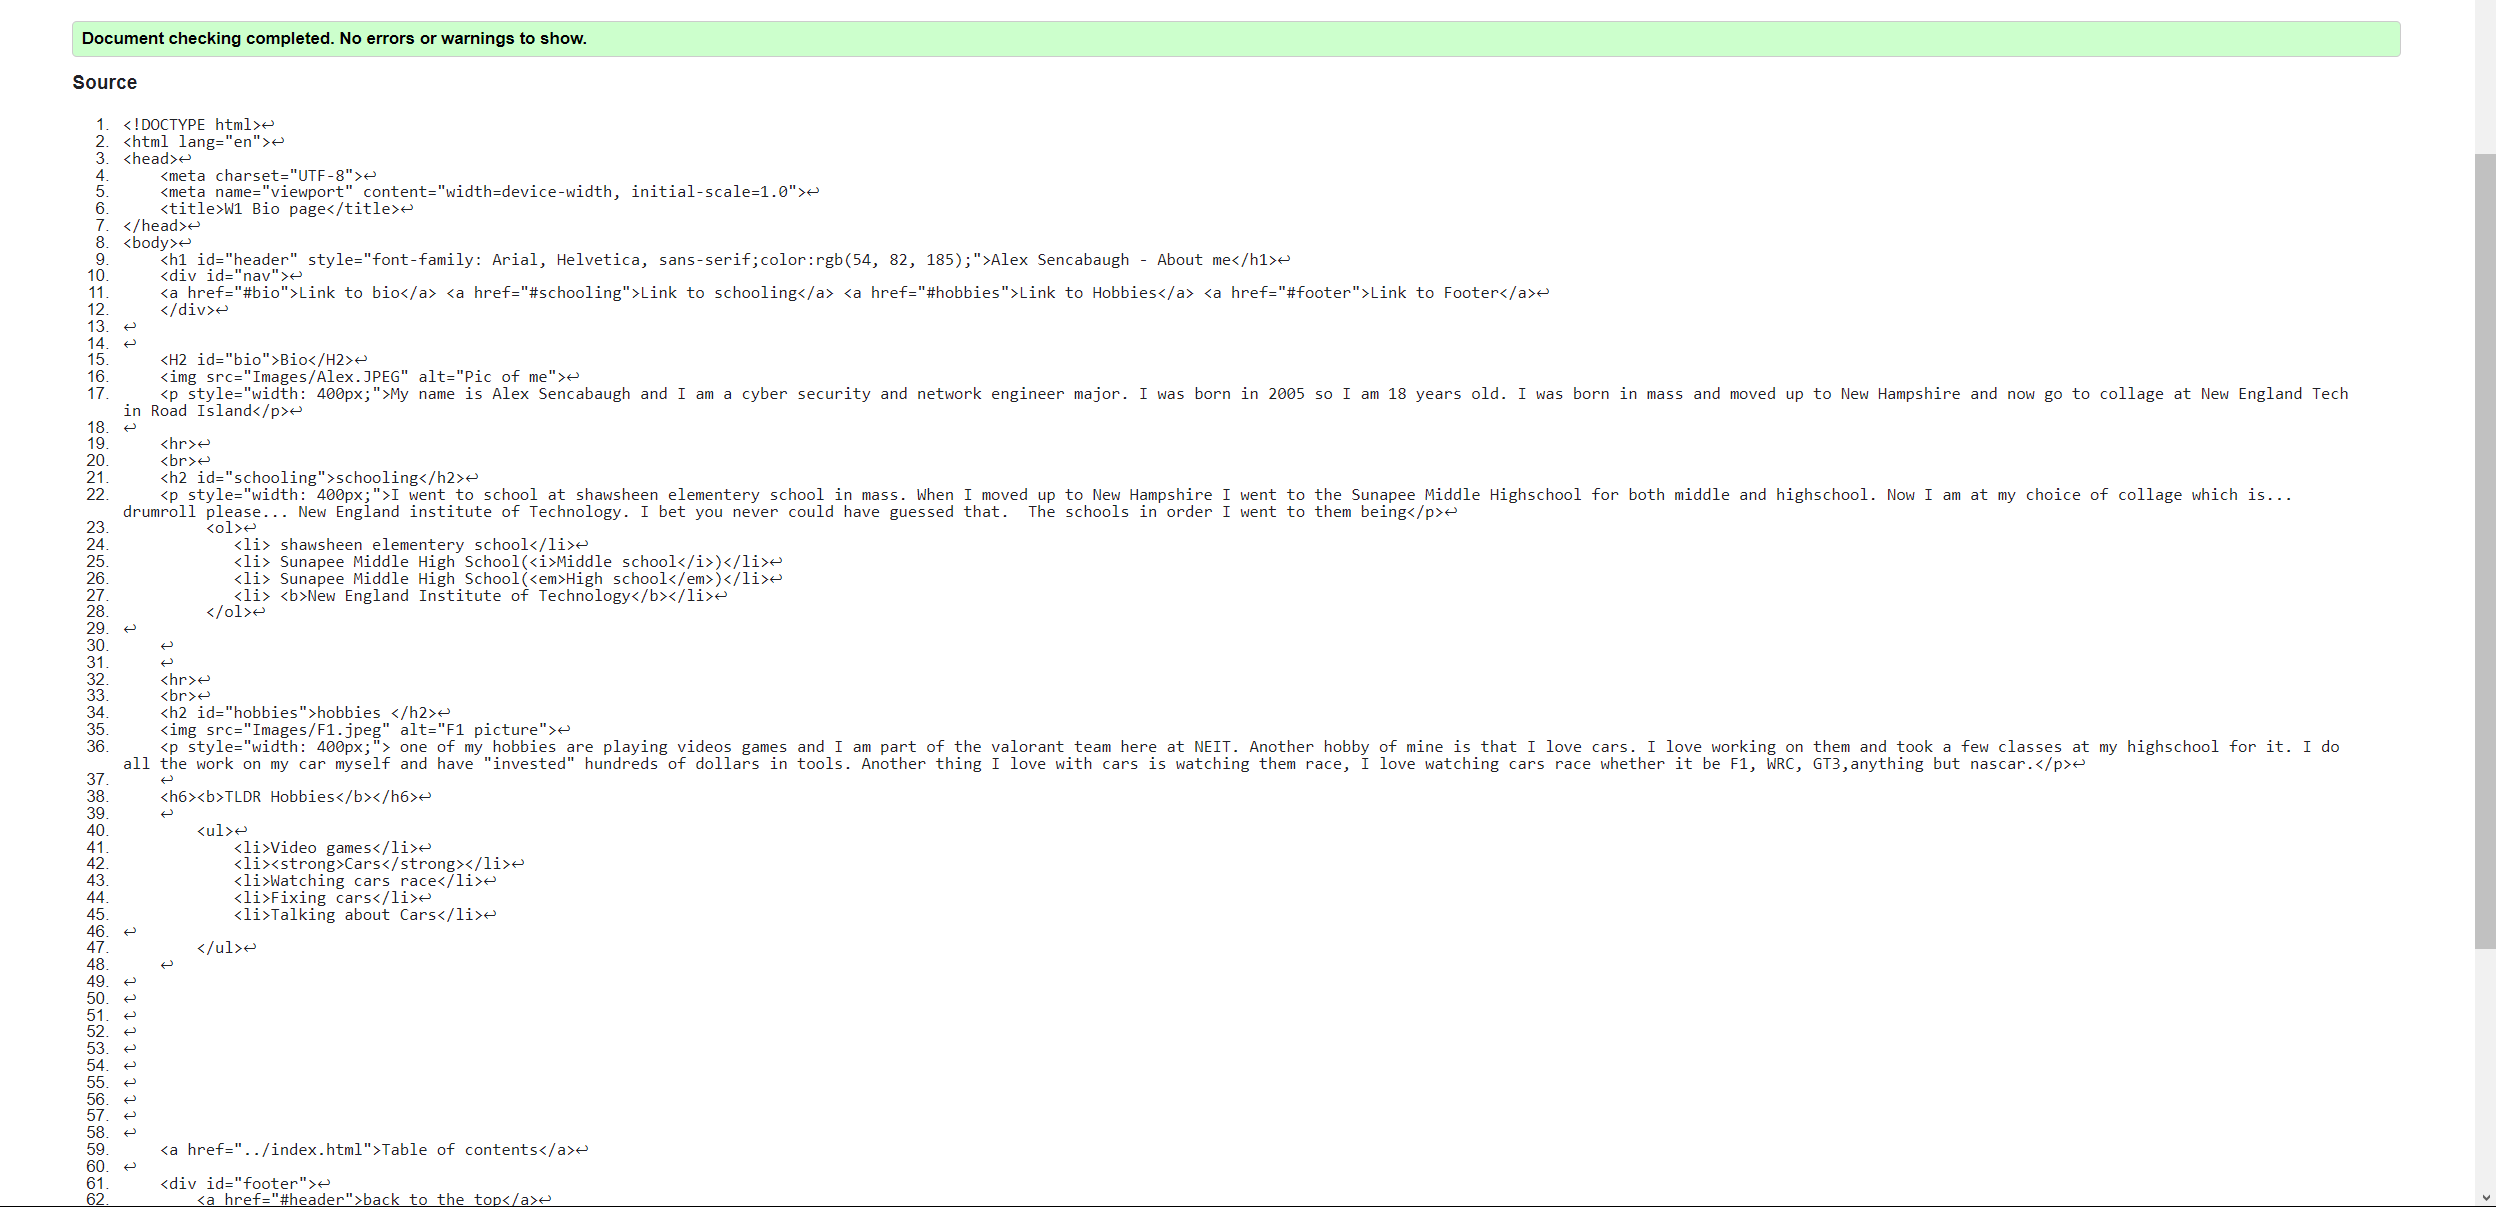 Document checking completed. No errors or warnings to show.
Source
1. <!DOCTYPE html>↩
2. <html lang="en">↩
3. <head>↩
4.     <meta charset="UTF-8">↩
5.     <meta name="viewport" content="width=device-width, initial-scale=1.0">↩
6.     <title>W1 Bio page</title>↩
7. </head>↩
8. <body>↩
9.     <h1 id="header" style="font-family: Arial, Helvetica, sans-serif;color:rgb(54, 82, 185);">Alex Sencabaugh - About me</h1>↩
10.     <div id="nav">↩
11.     <a href="#bio">Link to bio</a> <a href="#schooling">Link to schooling</a> <a href="#hobbies">Link to Hobbies</a> <a href="#footer">Link to Footer</a>↩
12.     </div>↩
13. ↩
14. ↩
15.     <H2 id="bio">Bio</H2>↩
16.     <img src="Images/Alex.JPEG" alt="Pic of me">↩
17.     <p style="width: 400px;">My name is Alex Sencabaugh and I am a cyber security and network engineer major. I was born in 2005 so I am 18 years old. I was born in mass and moved up to New Hampshire and now go to collage at New England Tech
in Road Island</p>↩
18. ↩
19.     <hr>↩
20.     <br>↩
21.     <h2 id="schooling">schooling</h2>↩
22.     <p style="width: 400px;">I went to school at shawsheen elementery school in mass. When I moved up to New Hampshire I went to the Sunapee Middle Highschool for both middle and highschool. Now I am at my choice of collage which is...
drumroll please... New England institute of Technology. I bet you never could have guessed that.  The schools in order I went to them being</p>↩
23.          <ol>↩
24.             <li> shawsheen elementery school</li>↩
25.             <li> Sunapee Middle High School(<i>Middle school</i>)</li>↩
26.             <li> Sunapee Middle High School(<em>High school</em>)</li>↩
27.             <li> <b>New England Institute of Technology</b></li>↩
28.          </ol>↩
29. ↩
30.     ↩
31.     ↩
32.     <hr>↩
33.     <br>↩
34.     <h2 id="hobbies">hobbies </h2>↩
35.     <img src="Images/F1.jpeg" alt="F1 picture">↩
36.     <p style="width: 400px;"> one of my hobbies are playing videos games and I am part of the valorant team here at NEIT. Another hobby of mine is that I love cars. I love working on them and took a few classes at my highschool for it. I do
all the work on my car myself and have "invested" hundreds of dollars in tools. Another thing I love with cars is watching them race, I love watching cars race whether it be F1, WRC, GT3,anything but nascar.</p>↩
37.     ↩
38.     <h6><b>TLDR Hobbies</b></h6>↩
39.     ↩
40.         <ul>↩
41.             <li>Video games</li>↩
42.             <li><strong>Cars</strong></li>↩
43.             <li>Watching cars race</li>↩
44.             <li>Fixing cars</li>↩
45.             <li>Talking about Cars</li>↩
46. ↩
47.         </ul>↩
48.     ↩
49. ↩
50. ↩
51. ↩
52. ↩
53. ↩
54. ↩
55. ↩
56. ↩
57. ↩
58. ↩
59.     <a href="../index.html">Table of contents</a>↩
60. ↩
61.     <div id="footer">↩
62.         <a href="#header">back to the top</a>↩